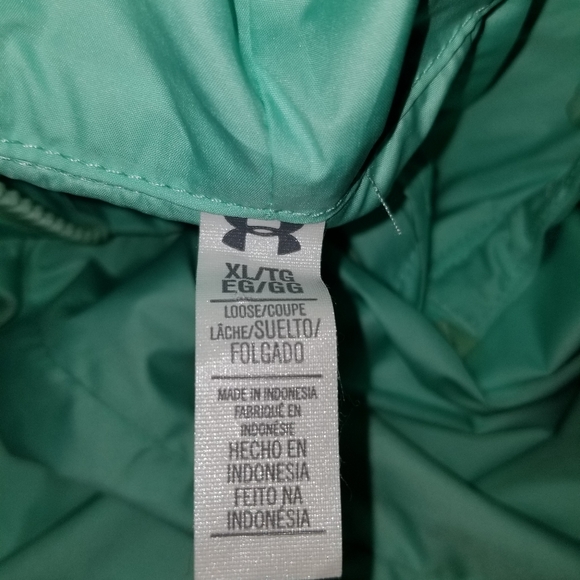 XL/TG
EG/GG
LOOSE/COUPE
LÂCHE/SUELTO/
FOLGADO
MADE IN INDONESIA
FABRIQUÉ EN
INDONÉSIE
HECHO EN
INDONESIA
FEITO NA
INDONÉSIA